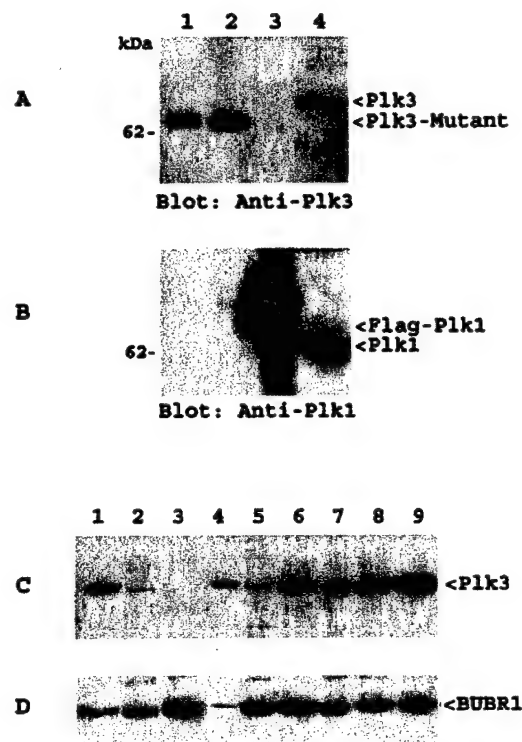 1 2 3 4
kDa
A
<Plk3
<Plk3-Mutant
62-
Blot: Anti-Plk3
B
<Flag-Plk1
<Plk1
62-
Blot: Anti-Plk1
1 2 3 4 5 6 7 8 9
C
<Plk3
D
<BUBR1